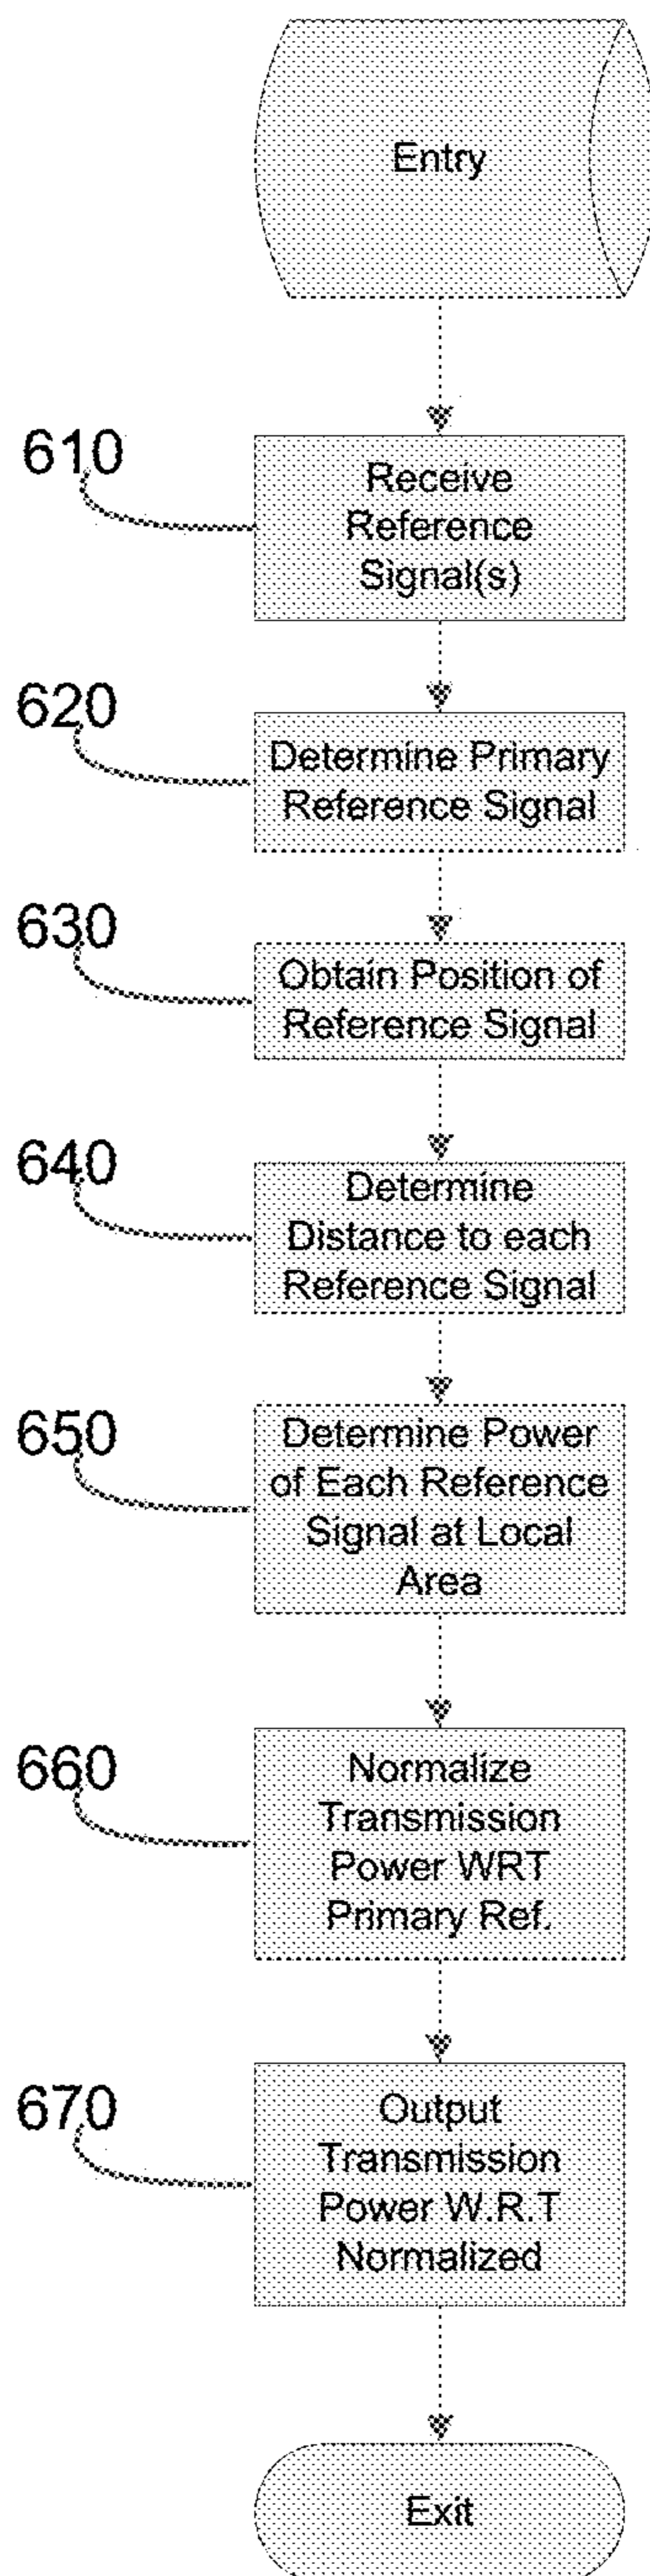 Entry
610
Receive
Reference
Signal(s)
620
Determine Primary
Reference Signal
630
Obtain Position of
Reference Signal
640
Determine
Distance to each
Reference Signal
650
Determine Power
of Each Reference
Signal at Local
Area
660
Normalize
Transmission
Power WRT
Primary Ref.
670
Output
Transmission
Power W.R.T
Normalized
Exit